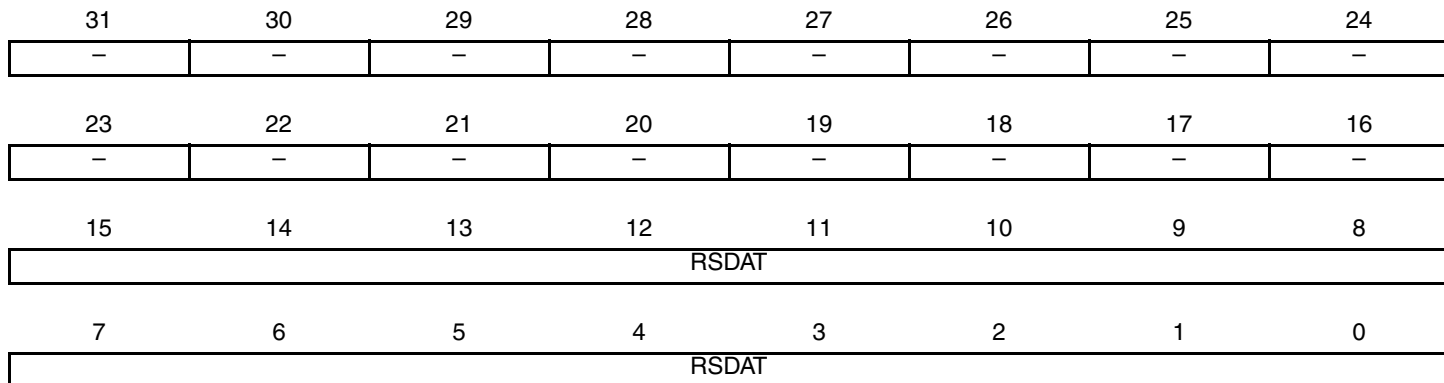 31 30 29 28 27 26 25 24
– – – – – – – –
23 22 21 20 19 18 17 16
– – – – – – – –
15 14 13 12 11 10 9 8
RSDAT
7 6 5 4 3 2 1 0
RSDAT